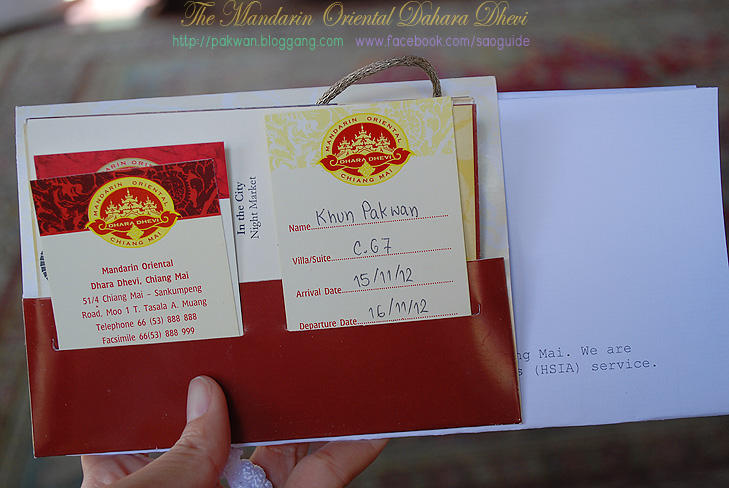 The Mandarin Oriental Dahara Dhevi
http://pakwan.bloggang.com www.facebook.com/saoguide
MANDARIN ORIENTAL
MANDARIN ORIENTAL
DHARA DHEVI
CHIANG MAI
Mandarin Oriental
Dhara Dhevi, Chiang Mai
51/4 Chiang Mai - Sankumpeng
Road, Moo 1 T. Tasala A. Muang
Telephone 66 (53) 888 888
Facsimile 66(53) 888 999
In the City
Night Market
MANDARIN ORIENTAL
DHARA DHEVI
CHIANG MAI
Name Khun Pakwan
Villa/Suite C.67
Arrival Date 15/11/12
Departure Date 16/11/12
ng Mai. We are
s (HSIA) service.